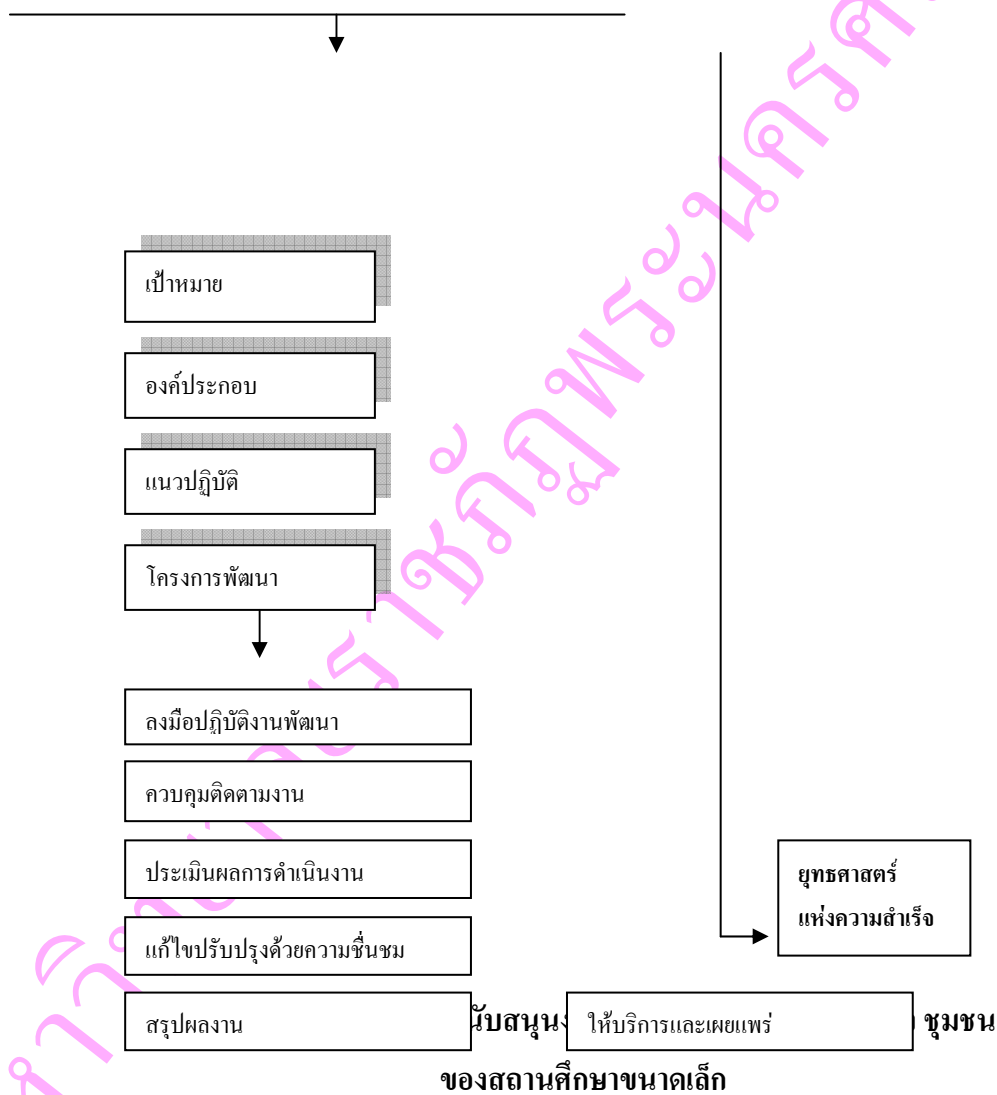 เป้าหมาย
องค์ประกอบ
แนวปฏิบัติ
โครงการพัฒนา
ลงมือปฏิบัติงานพัฒนา
ควบคุมติดตามงาน
ประเมินผลการดำเนินงาน
ยุทธศาสตร์
แห่งความสำเร็จ
แก้ไขปรับปรุงด้วยความชื่นชม
สรุปผลงาน
ให้บริการและเผยแพร่
ชุมชน
ของสถานศึกษาขนาดเล็ก